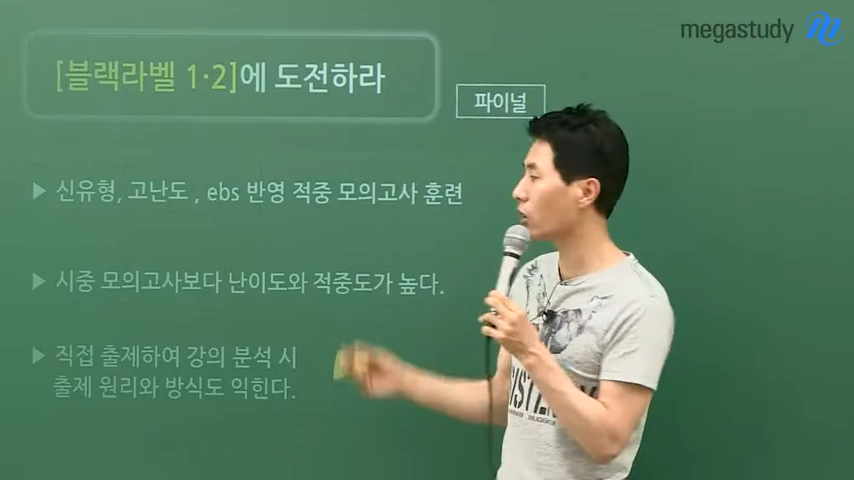 megastudy
[블랙라벨 1·2]에 도전하라
파이널
▶ 신유형, 고난도 , ebs 반영 적중 모의고사 훈련
▶ 시중 모의고사보다 난이도와 적중도가 높다.
▶ 직접 출제하여 강의 분석 시
출제 원리와 방식도 익힌다.